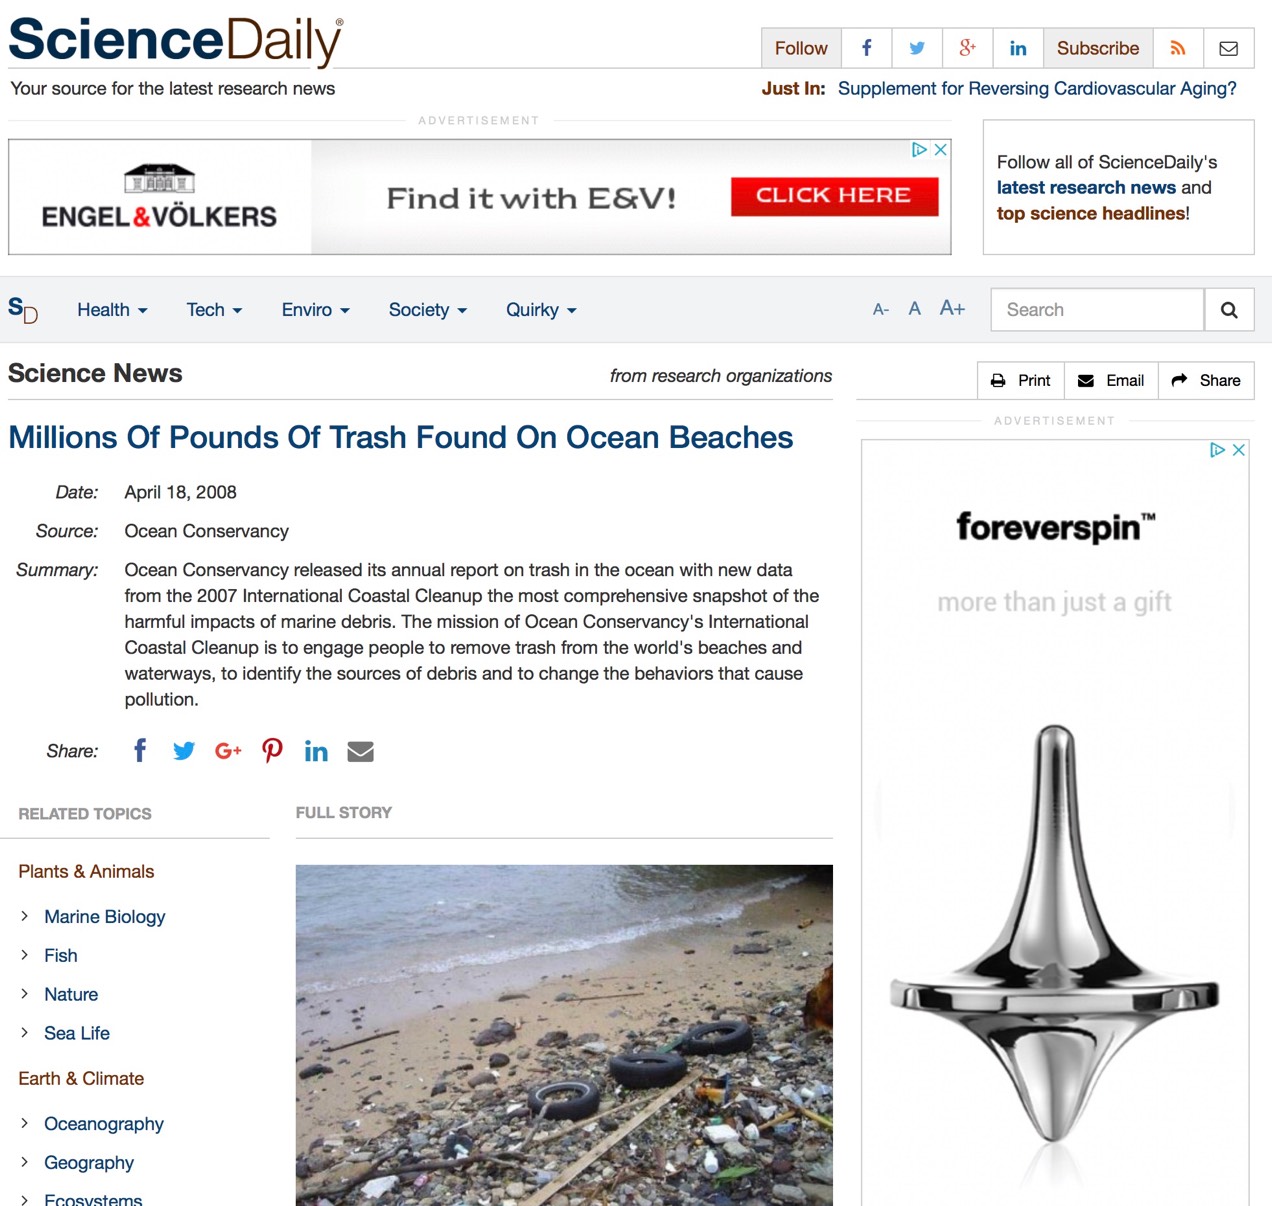 ScienceDaily®
Your source for the latest research news
Follow
Subscribe
Just In: Supplement for Reversing Cardiovascular Aging?
ADVERTISEMENT
ENGEL&VÖLKERS
Find it with E&V!
CLICK HERE
Follow all of ScienceDaily's
latest research news and
top science headlines!
SD
Health
Tech
Enviro
Society
Quirky
A- A A+
Search
Science News
from research organizations
Print
Email
Share
Millions Of Pounds Of Trash Found On Ocean Beaches
Date: April 18, 2008
Source: Ocean Conservancy
Summary: Ocean Conservancy released its annual report on trash in the ocean with new data
from the 2007 International Coastal Cleanup the most comprehensive snapshot of the
harmful impacts of marine debris. The mission of Ocean Conservancy's International
Coastal Cleanup is to engage people to remove trash from the world's beaches and
waterways, to identify the sources of debris and to change the behaviors that cause
pollution.
Share:
RELATED TOPICS
Plants & Animals
Marine Biology
Fish
Nature
Sea Life
Earth & Climate
Oceanography
Geography
Ecosystems
FULL STORY
ADVERTISEMENT
foreverspin™
more than just a gift